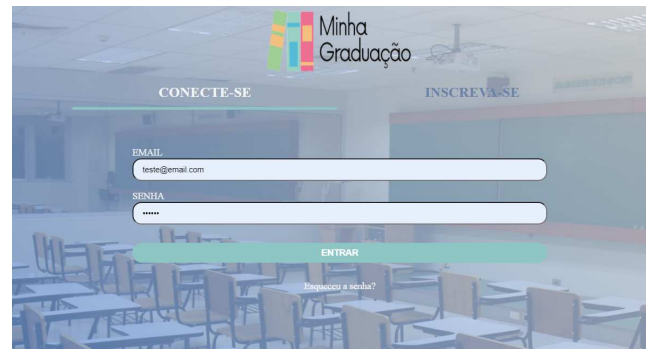 Minha
Graduação
CONECTE-SE INSCREVA-SE
EMAIL
teste@email.com
SENHA
••••••
ENTRAR
Esqueceu a senha?